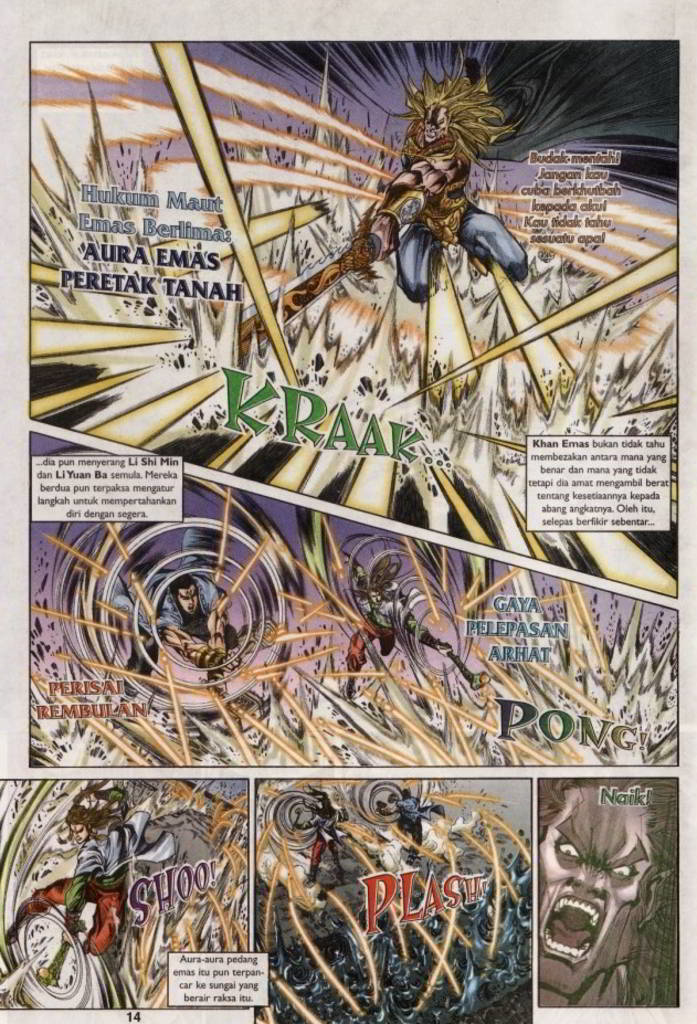 Hukum Maut
Emas Berlima:
AURA EMAS
PERETAK TANAH
Budak mentah!
Jangan kau
cuba berkhutbah
kepada aku!
Kau tidak tahu
sesuatu apa!
KRAAK...
Khan Emas bukan tidak tahu
membezakan antara mana yang
benar dan mana yang tidak
tetapi dia amat mengambil berat
tentang kesetiaannya kepada
abang angkatnya. Oleh itu,
selepas berfikir sebentar...
...dia pun menyerang Li Shi Min
dan Li Yuan Ba semula. Mereka
berdua pun terpaksa mengatur
langkah untuk mempertahankan
diri dengan segera.
PERISAI
REMBULAN
GAYA
PELEPASAN
ARHAT
PONG!
SHOO!
Aura-aura pedang
emas itu pun terpan-
car ke sungai yang
berair raksa itu.
PLASH!
Naik!
14